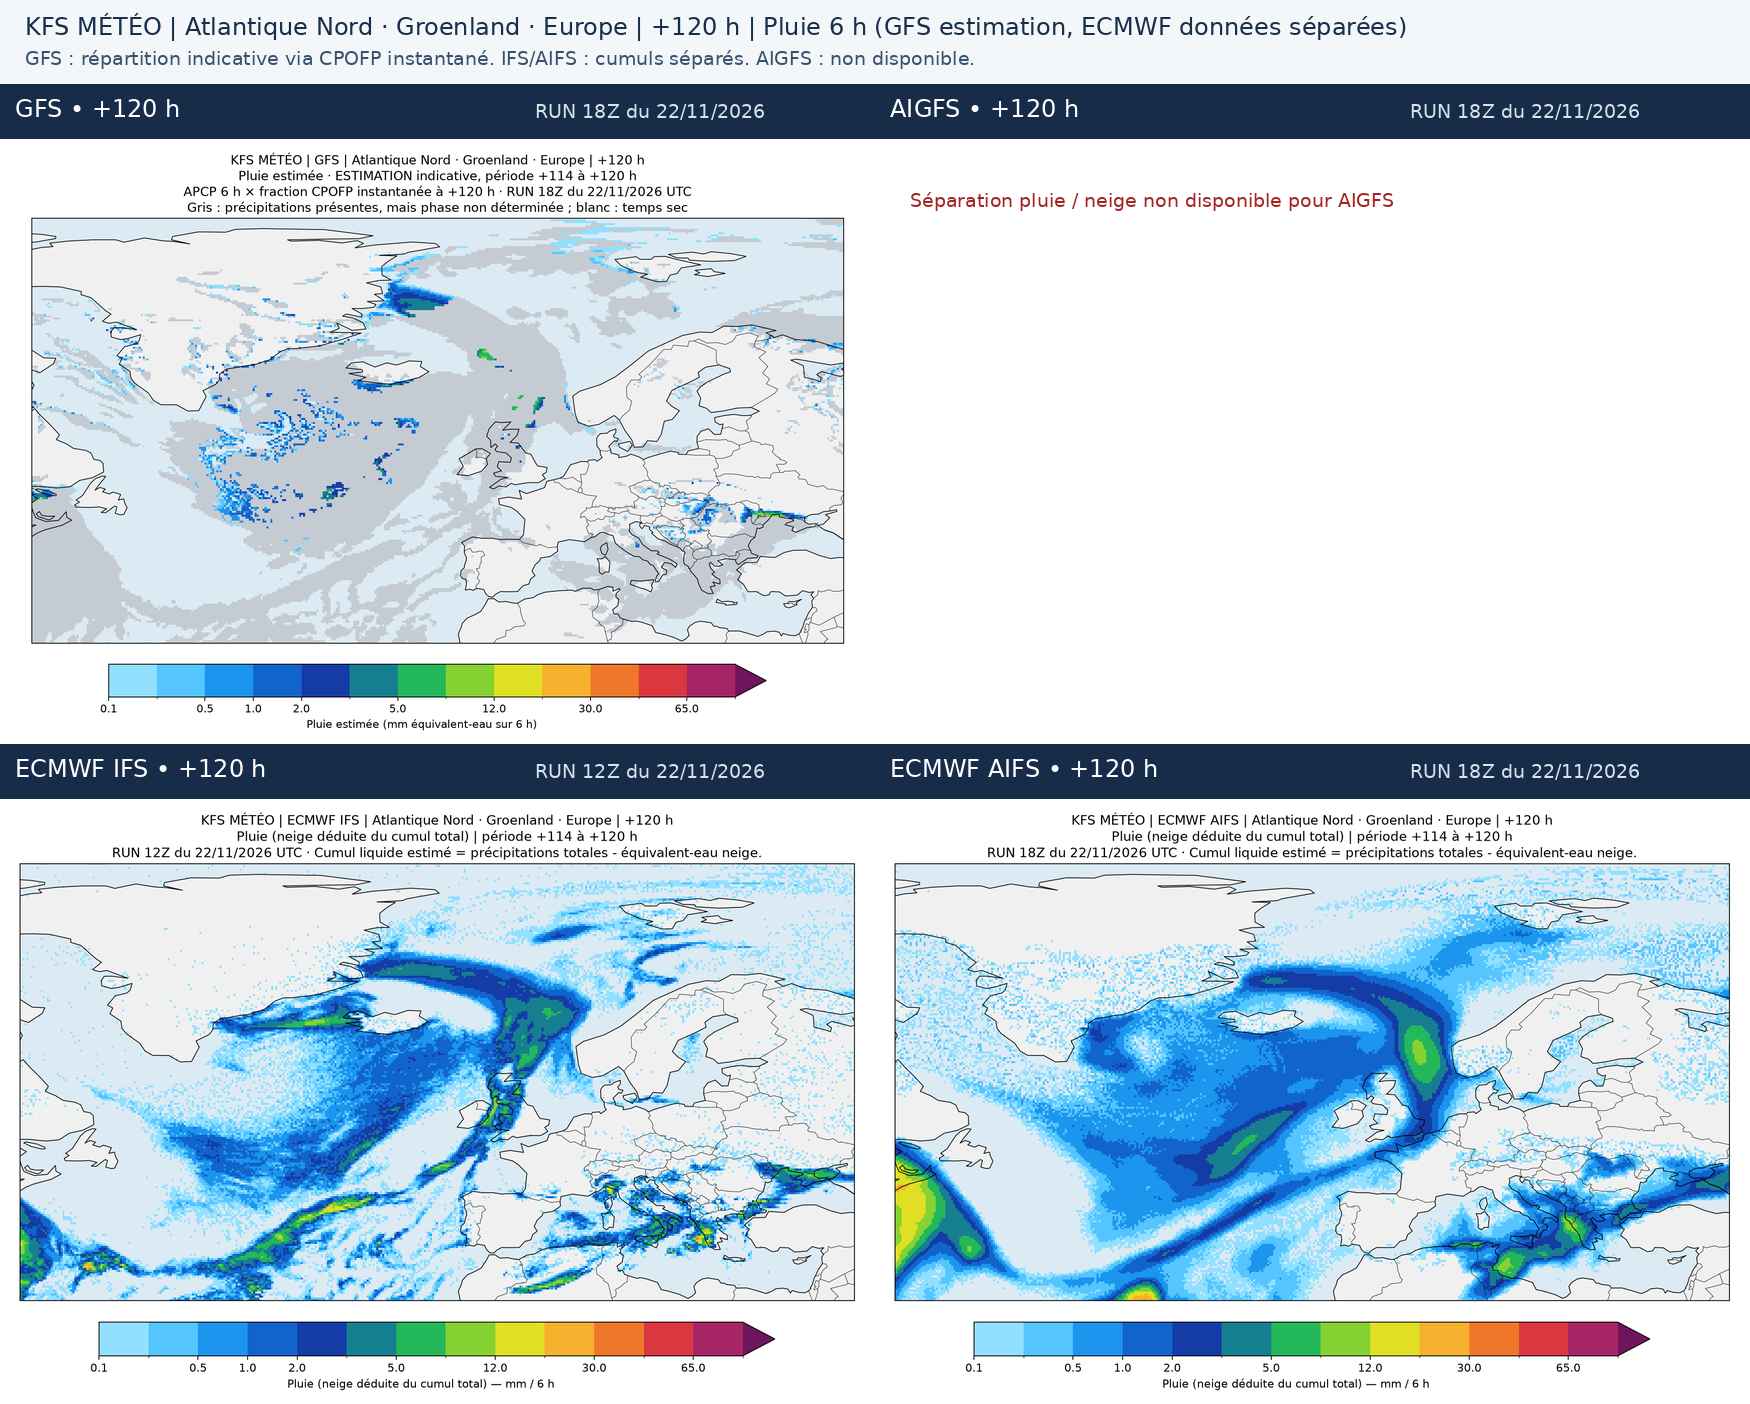 KFS MÉTÉO | Atlantique Nord · Groenland · Europe | +120 h | Pluie 6 h (GFS estimation, ECMWF données séparées)
GFS : répartition indicative via CPOFP instantané. IFS/AIFS : cumuls séparés. AIGFS : non disponible.
GFS • +120 h
RUN 18Z du 22/11/2026
AIGFS • +120 h
RUN 18Z du 22/11/2026
KFS MÉTÉO | GFS | Atlantique Nord · Groenland · Europe | +120 h
Pluie estimée · ESTIMATION indicative, période +114 à +120 h
APCP 6 h × fraction CPOFP instantanée à +120 h · RUN 18Z du 22/11/2026 UTC
Gris : précipitations présentes, mais phase non déterminée ; blanc : temps sec
Séparation pluie / neige non disponible pour AIGFS
0.1 0.5 1.0 2.0 5.0 12.0 30.0 65.0
Pluie estimée (mm équivalent-eau sur 6 h)
ECMWF IFS • +120 h
RUN 12Z du 22/11/2026
ECMWF AIFS • +120 h
RUN 18Z du 22/11/2026
KFS MÉTÉO | ECMWF IFS | Atlantique Nord · Groenland · Europe | +120 h
Pluie (neige déduite du cumul total) | période +114 à +120 h
RUN 12Z du 22/11/2026 UTC · Cumul liquide estimé = précipitations totales - équivalent-eau neige.
KFS MÉTÉO | ECMWF AIFS | Atlantique Nord · Groenland · Europe | +120 h
Pluie (neige déduite du cumul total) | période +114 à +120 h
RUN 18Z du 22/11/2026 UTC · Cumul liquide estimé = précipitations totales - équivalent-eau neige.
0.1 0.5 1.0 2.0 5.0 12.0 30.0 65.0
Pluie (neige déduite du cumul total) — mm / 6 h
0.1 0.5 1.0 2.0 5.0 12.0 30.0 65.0
Pluie (neige déduite du cumul total) — mm / 6 h